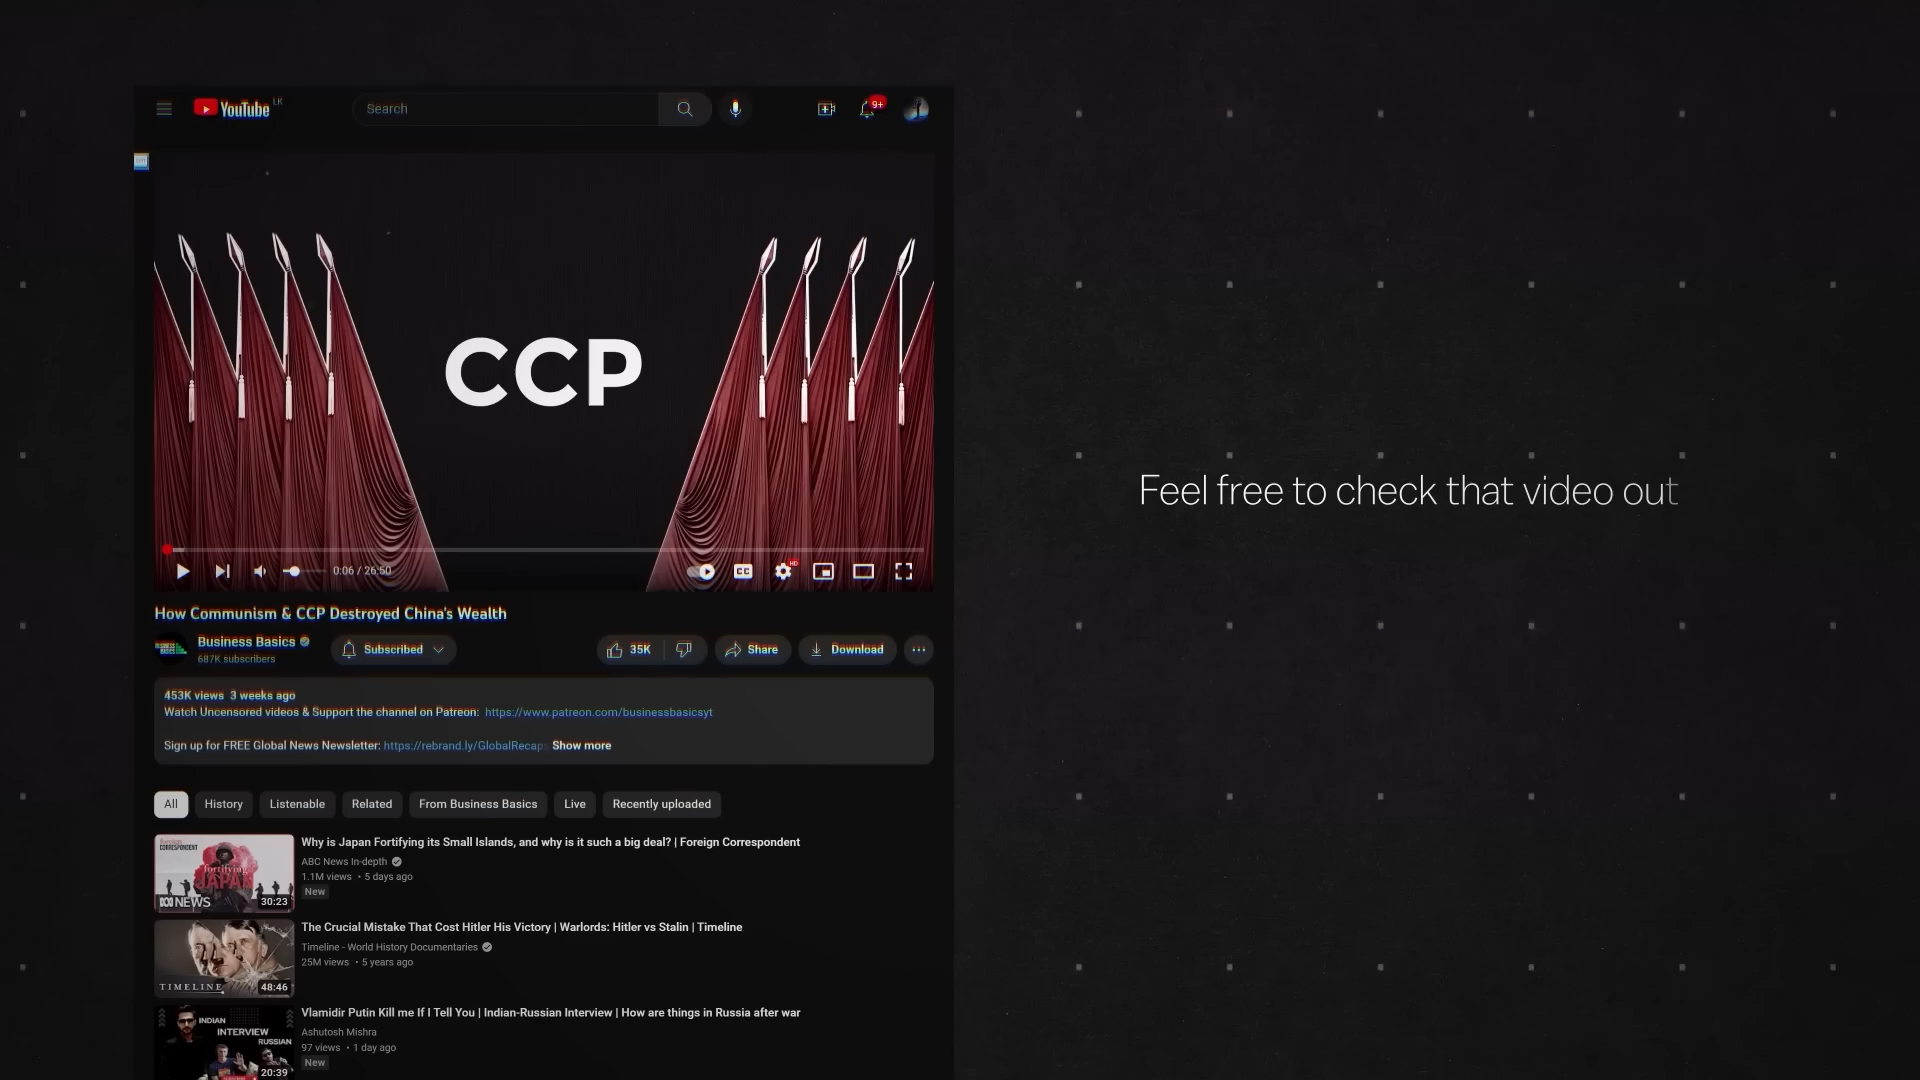 YouTube LK
Search
9+
CCP
0:06 / 26:50
CC
HD
How Communism & CCP Destroyed China's Wealth
Business Basics
687K subscribers
Subscribed
35K
Share
Download
453K views 3 weeks ago
Watch Uncensored videos & Support the channel on Patreon: https://www.patreon.com/businessbasicsyt
Sign up for FREE Global News Newsletter: https://rebrand.ly/GlobalRecaps Show more
All
History
Listenable
Related
From Business Basics
Live
Recently uploaded
foreign
CORRESPONDENT
fortifying
JAPAN
NEWS
30:23
Why is Japan Fortifying its Small Islands, and why is it such a big deal? | Foreign Correspondent
ABC News In-depth
1.1M views • 5 days ago
New
TIMELINE
48:46
The Crucial Mistake That Cost Hitler His Victory | Warlords: Hitler vs Stalin | Timeline
Timeline - World History Documentaries
25M views • 5 years ago
INDIAN
INTERVIEW
RUSSIAN
20:39
Vlamidir Putin Kill me If I Tell You | Indian-Russian Interview | How are things in Russia after war
Ashutosh Mishra
97 views • 1 day ago
New
Feel free to check that video out